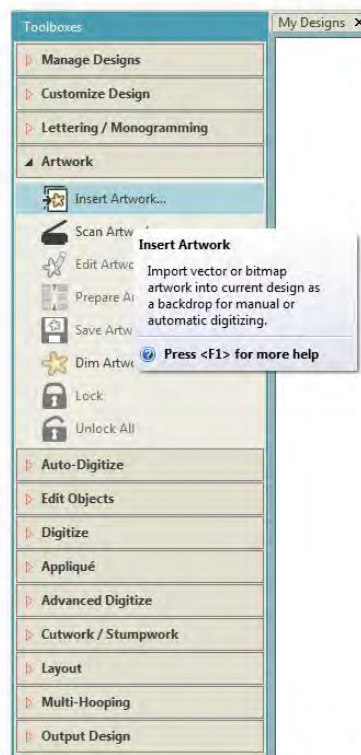 Toolboxes
My Designs X
Manage Designs
Customize Design
Lettering / Monogramming
Artwork
Insert Artwork...
Scan Artw
Insert Artwork
Edit Artwo
Import vector or bitmap
artwork into current design as
a backdrop for manual or
automatic digitizing.
Prepare Ar
Save Artw
Press <F1> for more help
Dim Artwo
Lock
Unlock All
Auto-Digitize
Edit Objects
Digitize
Appliqué
Advanced Digitize
Cutwork / Stumpwork
Layout
Multi-Hooping
Output Design